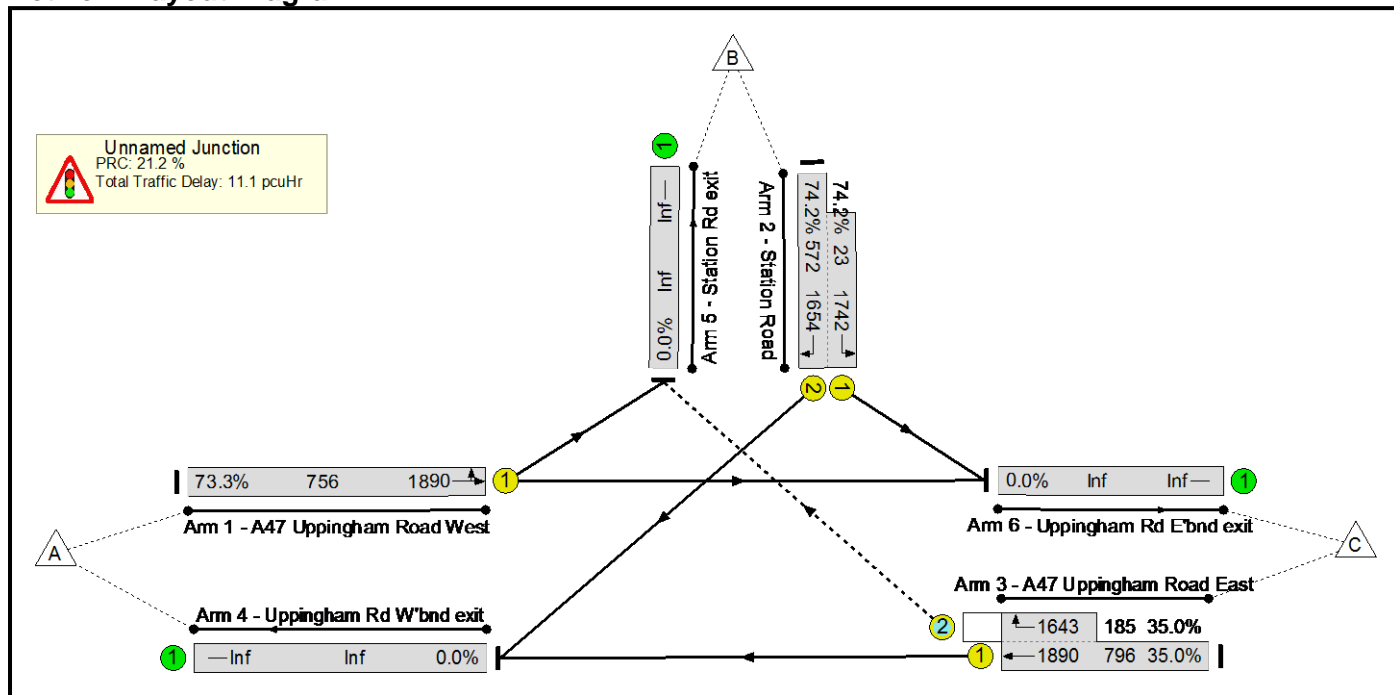 B
Unnamed Junction
PRC: 21.2 %
Total Traffic Delay: 11.1 pcuHr
1
0.0% Inf Inf
Arm 5 - Station Rd exit
Arm 2 - Station Road
74.2% 572 1654
74.2% 23 1742
2
1
73.3% 756 1890
1
Arm 1 - A47 Uppingham Road West
0.0% Inf Inf
1
Arm 6 - Uppingham Rd E'bnd exit
A
C
Arm 3 - A47 Uppingham Road East
Arm 4 - Uppingham Rd W'bnd exit
2
1643 185 35.0%
1
Inf Inf 0.0%
1
1890 796 35.0%